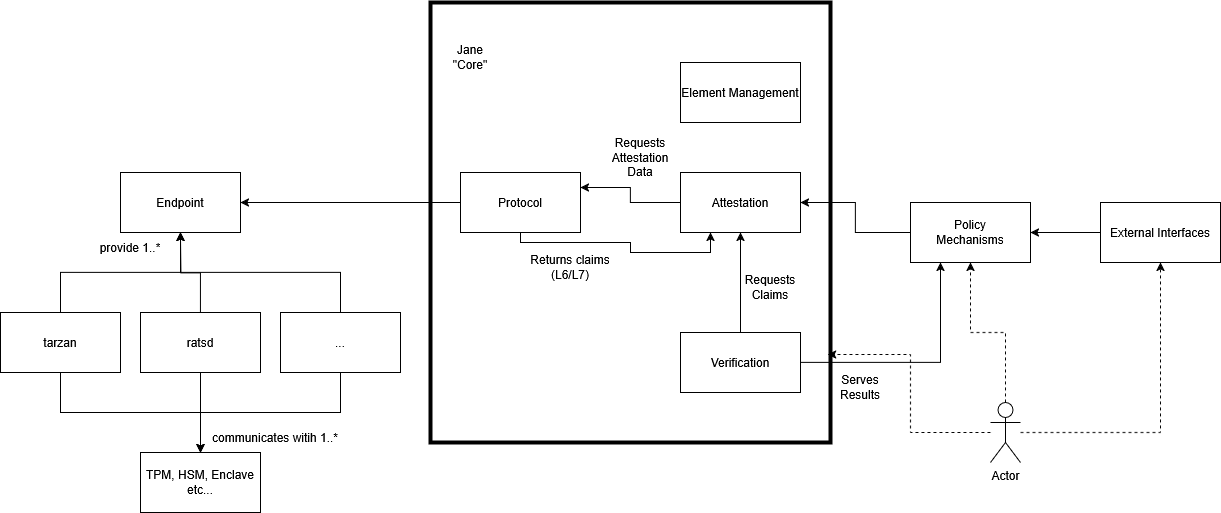 Jane
"Core"
Element Management
Requests
Attestation
Data
Endpoint
Protocol
Attestation
Policy
Mechanisms
External Interfaces
provide 1..*
Returns claims
(L6/L7)
Requests
Claims
tarzan
ratsd
...
Verification
Serves
Results
communicates witih 1..*
TPM, HSM, Enclave
etc...
Actor